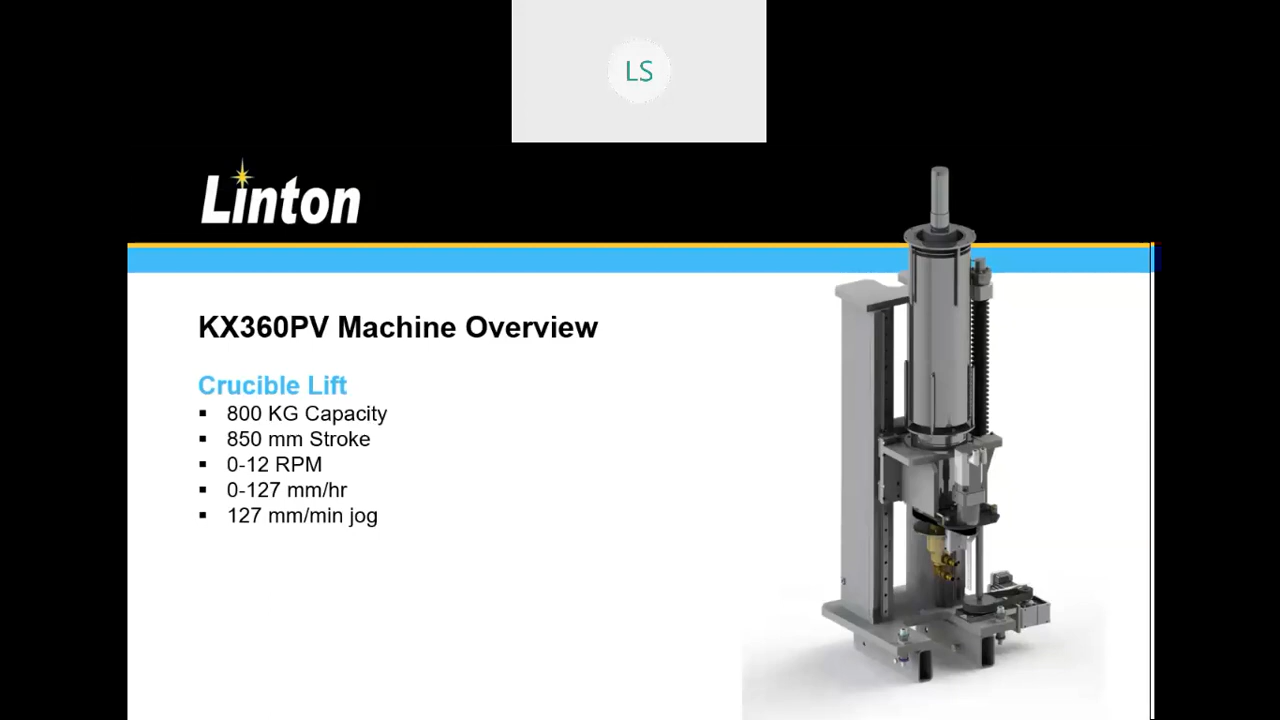 LS
Linton
KX360PV Machine Overview
Crucible Lift
▪ 800 KG Capacity
▪ 850 mm Stroke
▪ 0-12 RPM
▪ 0-127 mm/hr
▪ 127 mm/min jog